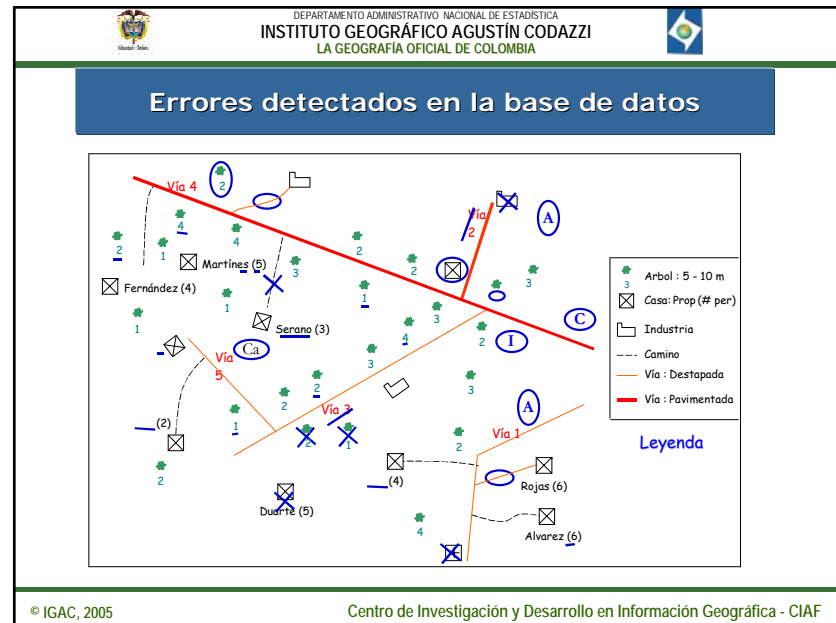 DEPARTAMENTO ADMINISTRATIVO NACIONAL DE ESTADÍSTICA
INSTITUTO GEOGRÁFICO AGUSTÍN CODAZZI
LA GEOGRAFÍA OFICIAL DE COLOMBIA
Errores detectados en la base de datos
Vía 4
2
4
2
1
4
Martínes (5)
Fernández (4)
3
2
2
Vía
2
A
3
1
1
1
Serano (3)
Ca
4
3
2
I
C
Vía
5
3
2
2
1
3
Vía 3
2
1
A
(2)
2
2
Vía 1
(4)
Rojas (6)
Duarte (5)
4
Alvarez (6)
3
Arbol : 5 - 10 m
Casa: Prop (# per)
Industria
Camino
Vía : Destapada
Vía : Pavimentada
Leyenda
© IGAC, 2005
Centro de Investigación y Desarrollo en Información Geográfica - CIAF